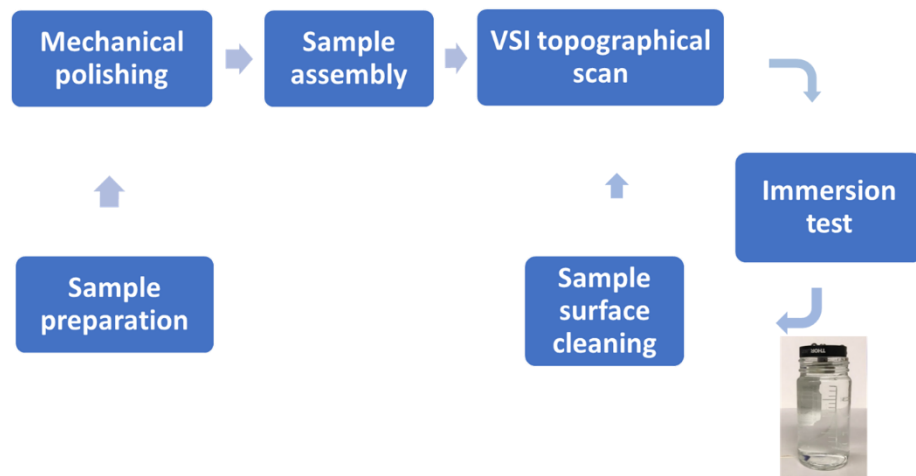 Mechanical
polishing
Sample
assembly
VSI topographical
scan
Immersion
test
Sample
preparation
Sample
surface
cleaning